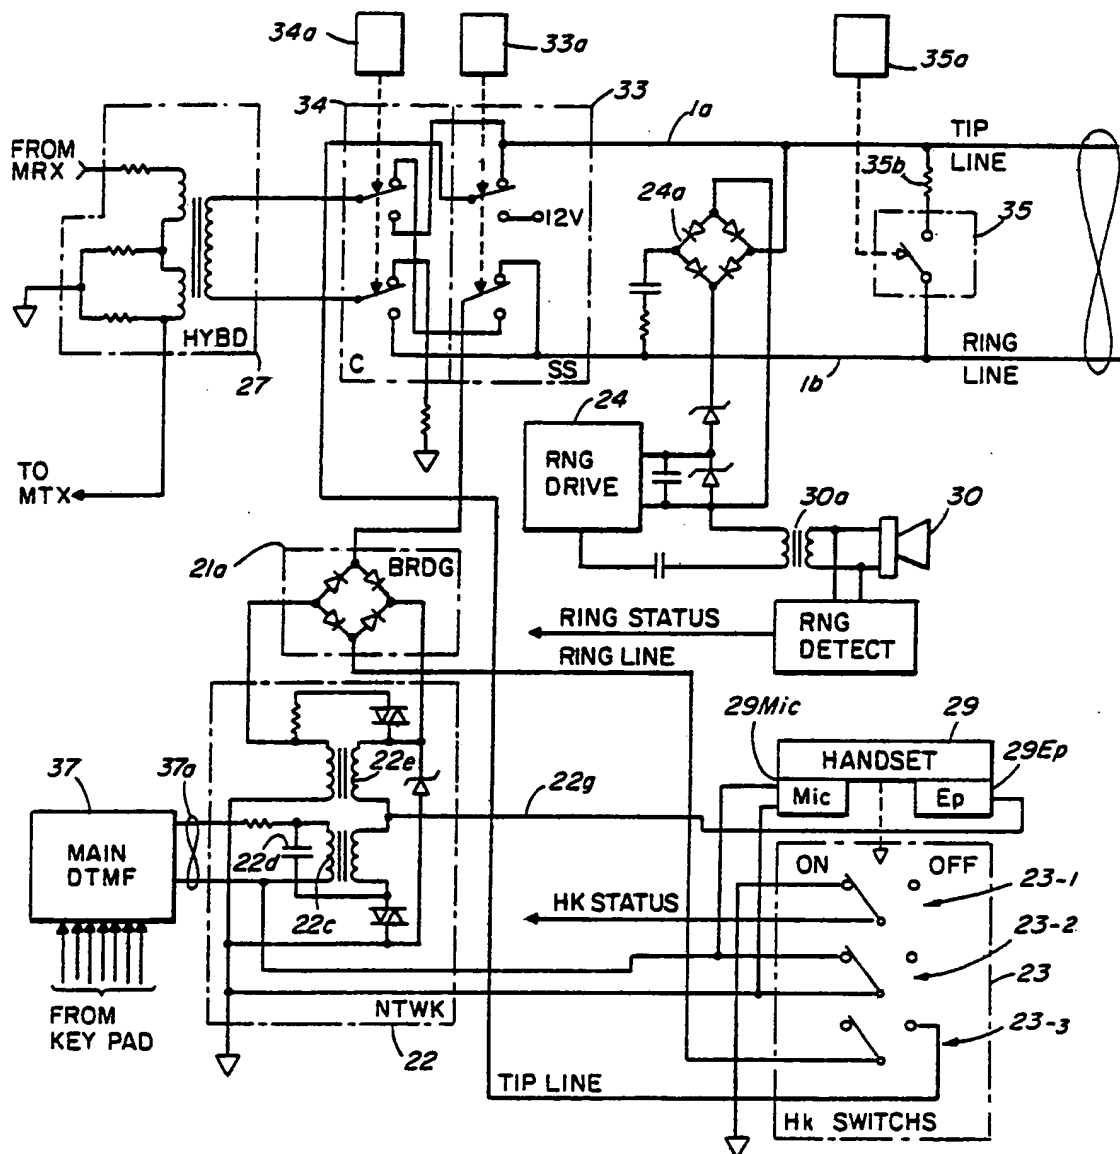 34a
33a
35a
34
33
1a
TIP
LINE
FROM
MRX
35b
24a
35
12V
HYBD
C
SS
RING
LINE
27
1b
24
TO
MTX
RNG
DRIVE
30a
30
21a
BRDG
RING STATUS
RNG
DETECT
RING LINE
29Mic
29
HANDSET
29Ep
22e
Mic
Ep
37
37a
22g
MAIN
DTMF
22d
22c
ON
OFF
23-1
HK STATUS
23-2
23
FROM
KEY PAD
NTWK
22
23-3
TIP LINE
Hk SWITCHS